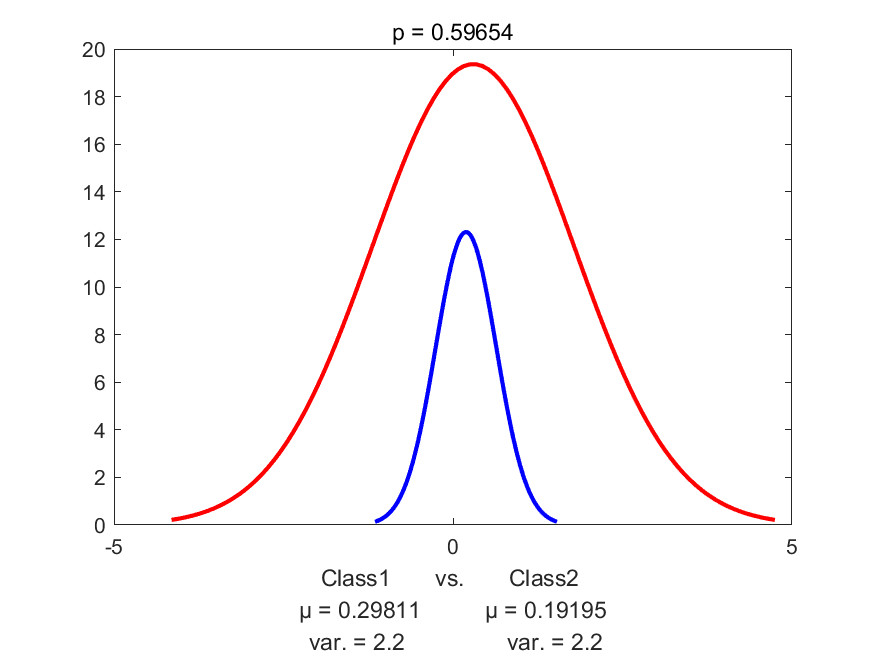 p = 0.59654
20
18
16
14
12
10
8
6
4
2
0
-5 0 5
Class1 vs. Class2
μ = 0.29811 μ = 0.19195
var. = 2.2 var. = 2.2